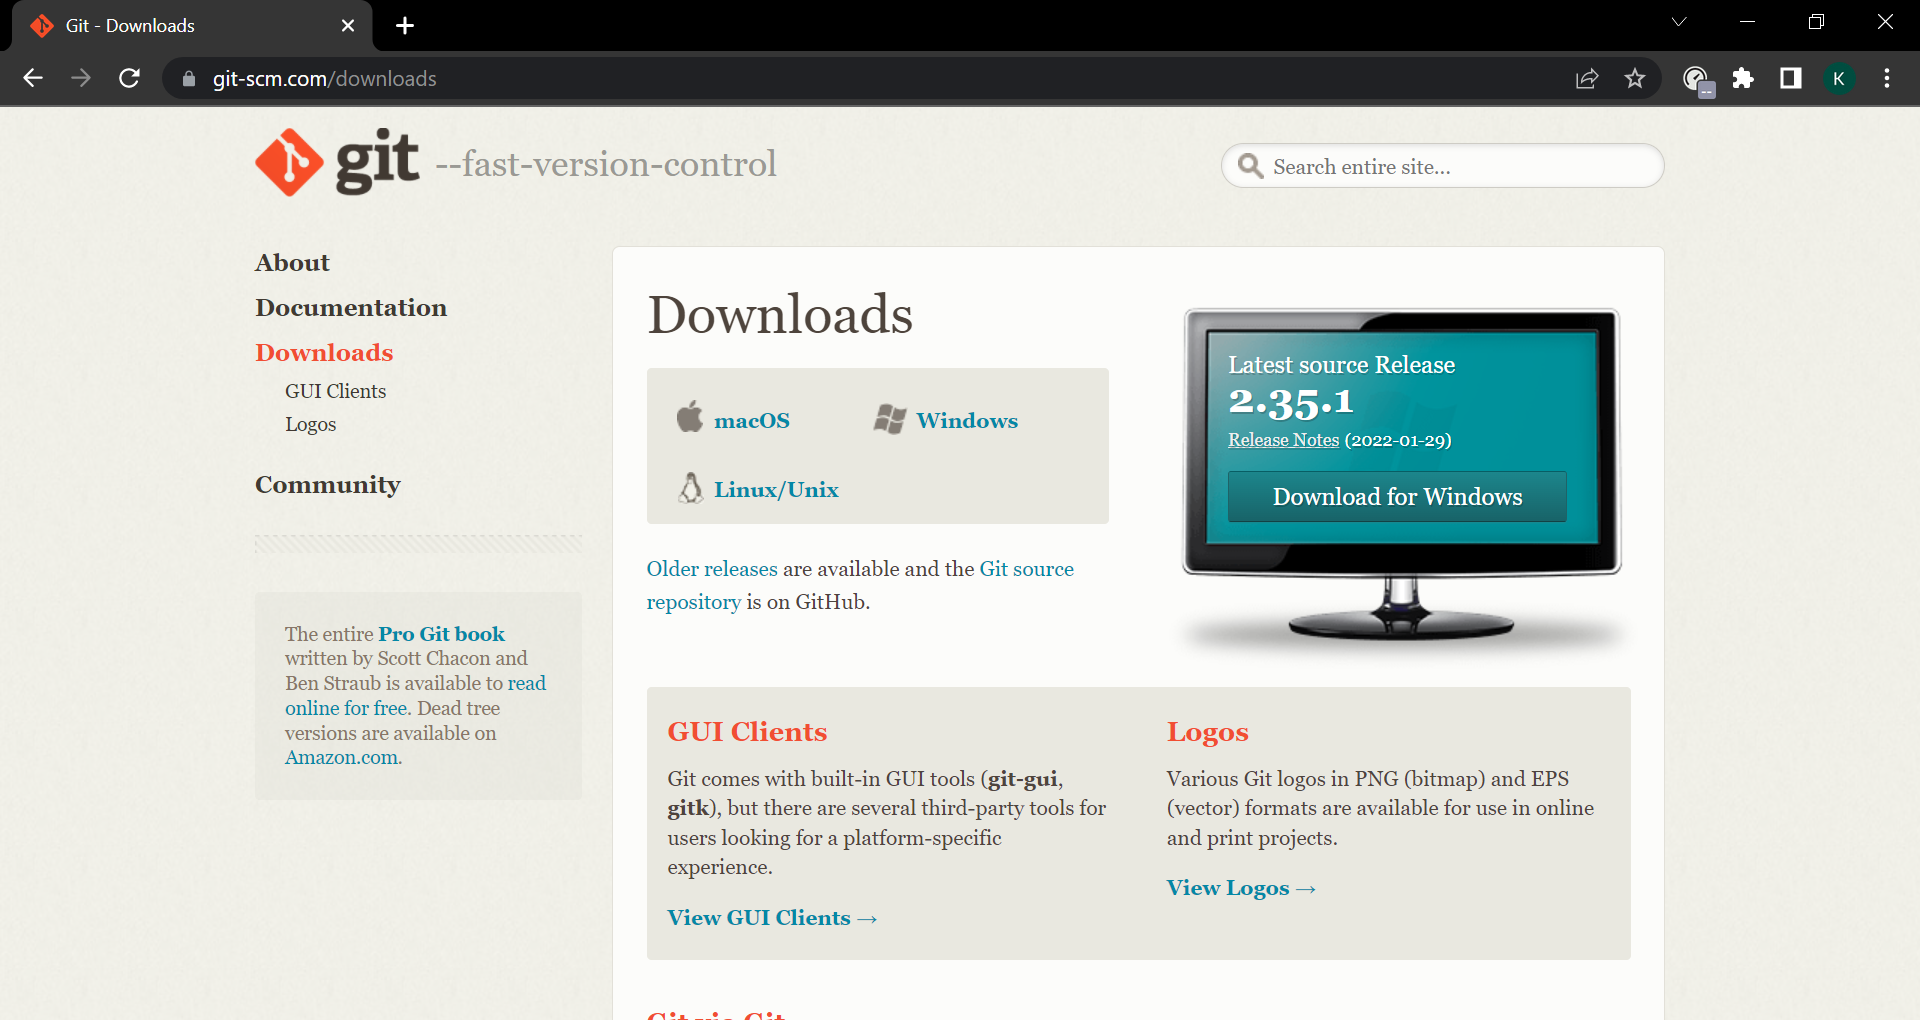 Git - Downloads
git-scm.com/downloads
K
git --fast-version-control
Search entire site...
About
Documentation
Downloads
GUI Clients
Logos
Community
The entire Pro Git book
written by Scott Chacon and
Ben Straub is available to read
online for free. Dead tree
versions are available on
Amazon.com.
Downloads
macOS
Windows
Linux/Unix
Older releases are available and the Git source
repository is on GitHub.
Latest source Release
2.35.1
Release Notes (2022-01-29)
Download for Windows
GUI Clients
Git comes with built-in GUI tools (git-gui,
gitk), but there are several third-party tools for
users looking for a platform-specific
experience.
View GUI Clients →
Logos
Various Git logos in PNG (bitmap) and EPS
(vector) formats are available for use in online
and print projects.
View Logos →
Git via Git